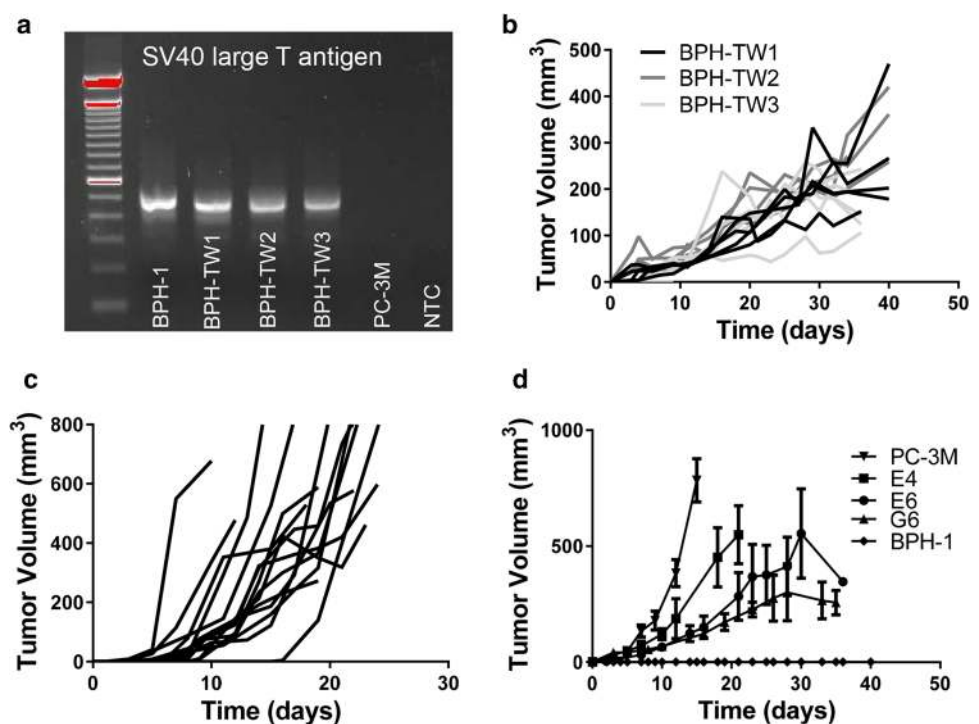 a
SV40 large T antigen
BPH-1
BPH-TW1
BPH-TW2
BPH-TW3
PC-3M
NTC
b
Tumor Volume (mm³)
500
400
300
200
100
0
BPH-TW1
BPH-TW2
BPH-TW3
0 10 20 30 40 50
Time (days)
c
Tumor Volume (mm³)
800
600
400
200
0
0 10 20 30
Time (days)
d
Tumor Volume (mm³)
1000
500
0
PC-3M
E4
E6
G6
BPH-1
0 10 20 30 40 50
Time (days)